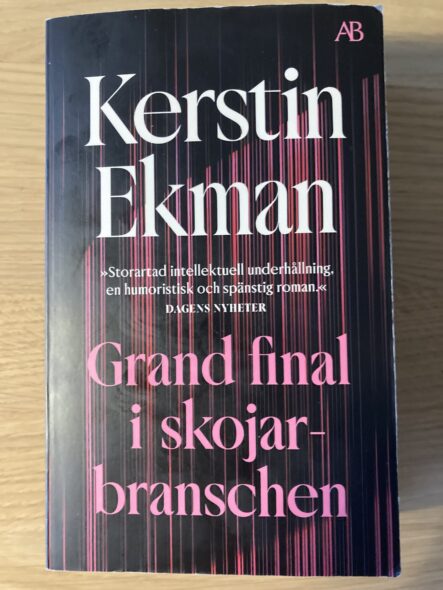 AB
Kerstin
Ekman
»Storartad intellektuell underhållning,
en humoristisk och spänstig roman.«
DAGENS NYHETER
Grand final
i skojar-
branschen